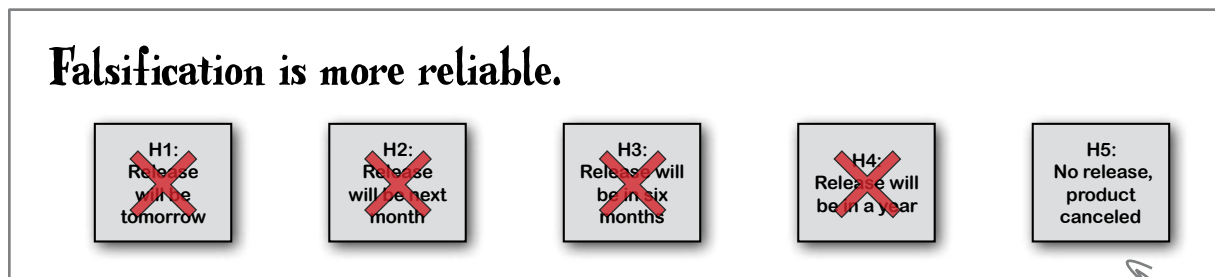 Falsification is more reliable.
H1:
Release
will be
tomorrow
H2:
Release
will be next
month
H3:
Release will
be in six
months
H4:
Release will
be in a year
H5:
No release,
product
canceled